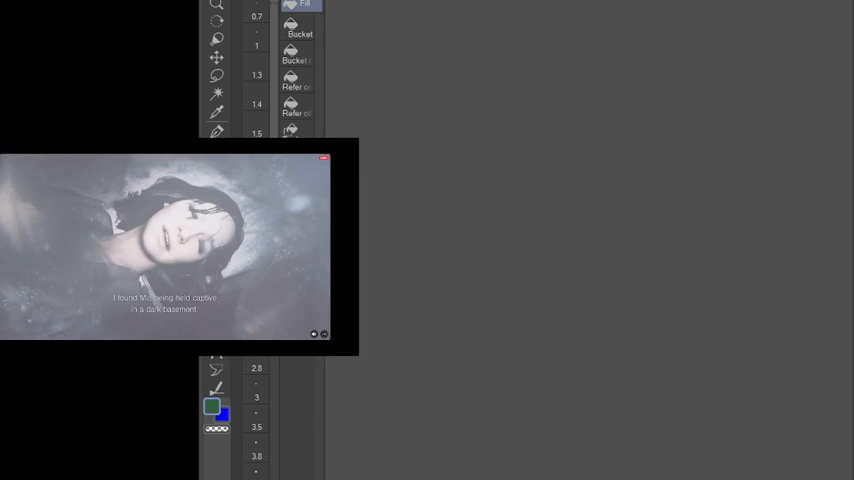 Fill
0.7
Bucket
1
Bucket
1.3
Refer
1.4
Refer
1.5
I found Mia being held captive
in a dark basement.
2.8
3
3.5
3.8